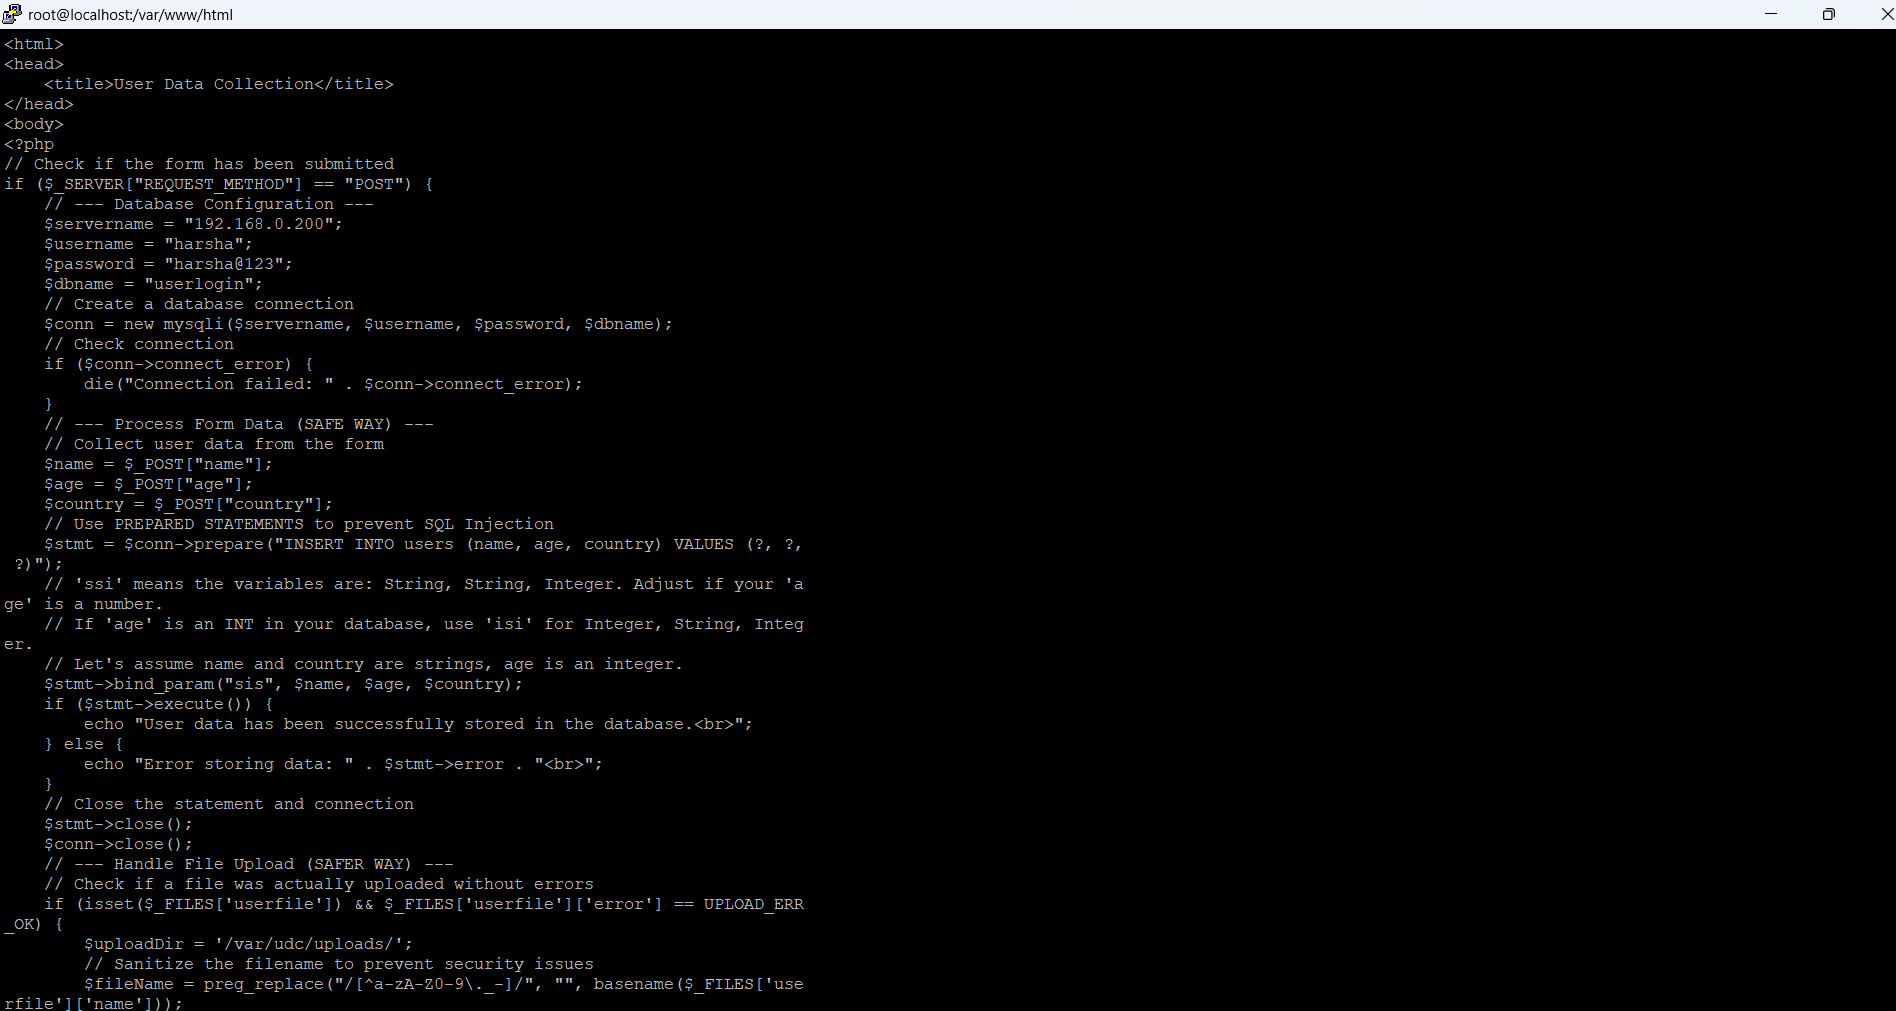 root@localhost:/var/www/html
<html>
<head>
    <title>User Data Collection</title>
</head>
<body>
<?php
// Check if the form has been submitted
if ($_SERVER["REQUEST_METHOD"] == "POST") {
    // --- Database Configuration ---
    $servername = "192.168.0.200";
    $username = "harsha";
    $password = "harsha@123";
    $dbname = "userlogin";
    // Create a database connection
    $conn = new mysqli($servername, $username, $password, $dbname);
    // Check connection
    if ($conn->connect_error) {
        die("Connection failed: " . $conn->connect_error);
    }
    // --- Process Form Data (SAFE WAY) ---
    // Collect user data from the form
    $name = $_POST["name"];
    $age = $_POST["age"];
    $country = $_POST["country"];
    // Use PREPARED STATEMENTS to prevent SQL Injection
    $stmt = $conn->prepare("INSERT INTO users (name, age, country) VALUES (?, ?,
 ?)");
    // 'ssi' means the variables are: String, String, Integer. Adjust if your 'a
ge' is a number.
    // If 'age' is an INT in your database, use 'isi' for Integer, String, Integ
er.
    // Let's assume name and country are strings, age is an integer.
    $stmt->bind_param("sis", $name, $age, $country);
    if ($stmt->execute()) {
        echo "User data has been successfully stored in the database.<br>";
    } else {
        echo "Error storing data: " . $stmt->error . "<br>";
    }
    // Close the statement and connection
    $stmt->close();
    $conn->close();
    // --- Handle File Upload (SAFER WAY) ---
    // Check if a file was actually uploaded without errors
    if (isset($_FILES['userfile']) && $_FILES['userfile']['error'] == UPLOAD_ERR
_OK) {
        $uploadDir = '/var/udc/uploads/';
        // Sanitize the filename to prevent security issues
        $fileName = preg_replace("/[^a-zA-Z0-9\._-]/", "", basename($_FILES['use
rfile']['name']));